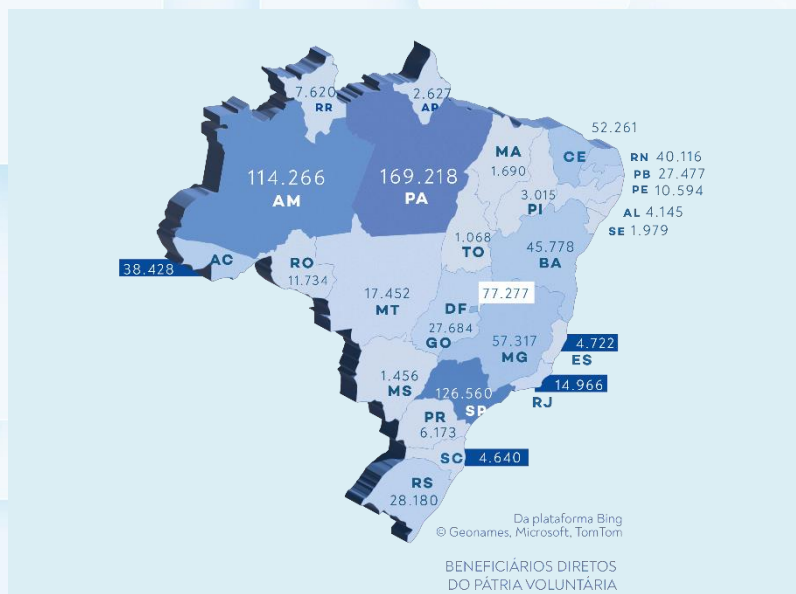 7.620
RR
2.627
AP
52.261
MA
1.690
CE
RN 40.116
PB 27.477
PE 10.594
AL 4.145
SE 1.979
114.266
AM
169.218
PA
3.015
PI
1.068
TO
45.778
BA
38.428
AC
RO
11.734
17.452
MT
DF
77.277
27.684
GO
57.317
MG
4.722
ES
14.966
RJ
1.456
MS
126.560
SP
PR
6.173
SC
4.640
RS
28.180
Da plataforma Bing
© Geonames, Microsoft, TomTom
BENEFICIÁRIOS DIRETOS
DO PÁTRIA VOLUNTÁRIA